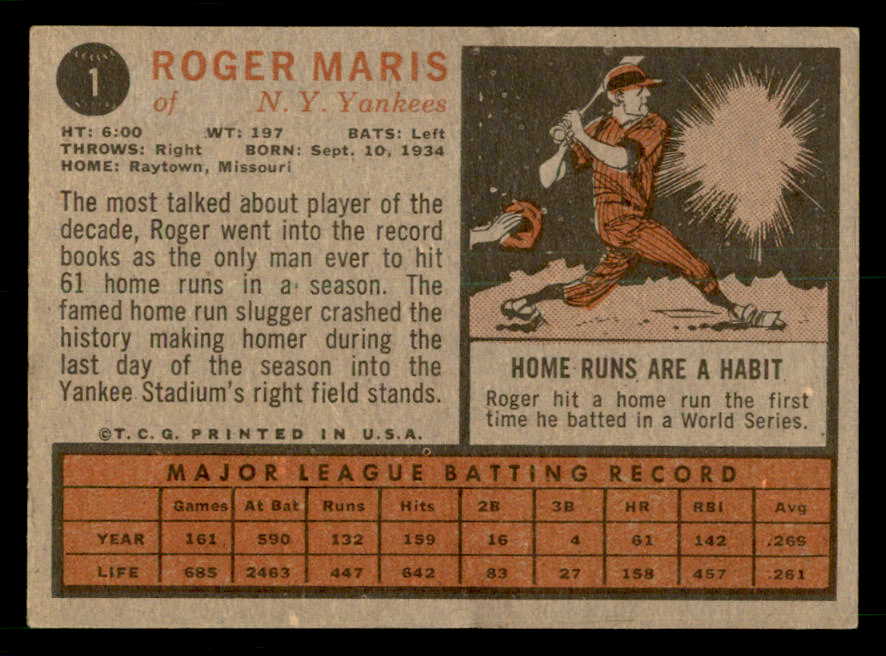 1
ROGER MARIS
of N. Y. Yankees
HT: 6:00 WT: 197 BATS: Left
THROWS: Right BORN: Sept. 10, 1934
HOME: Raytown, Missouri
The most talked about player of the
decade, Roger went into the record
books as the only man ever to hit
61 home runs in a season. The
famed home run slugger crashed the
history making homer during the
last day of the season into the
Yankee Stadium's right field stands.
©T. C. G. PRINTED IN U.S.A.
HOME RUNS ARE A HABIT
Roger hit a home run the first
time he batted in a World Series.
MAJOR LEAGUE BATTING RECORD
Games At Bat Runs Hits 2B 3B HR RBI Avg
YEAR 161 590 132 159 16 4 61 142 .269
LIFE 685 2463 447 642 83 27 158 457 .261